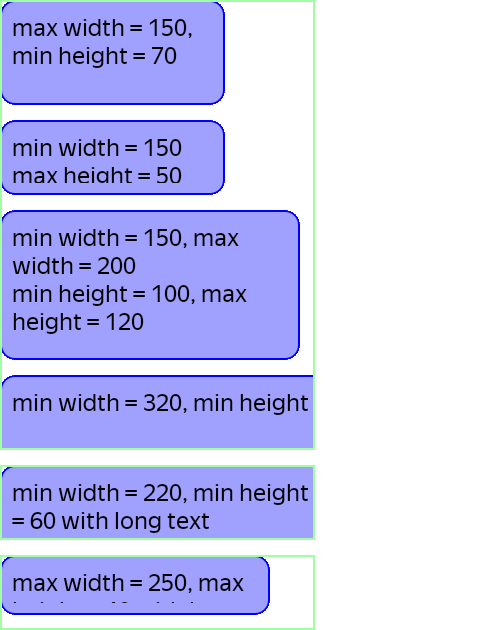 max width = 150,
min height = 70
min width = 150
max height = 50
min width = 150, max
width = 200
min height = 100, max
height = 120
min width = 320, min height
min width = 220, min height
= 60 with long text
max width = 250, max